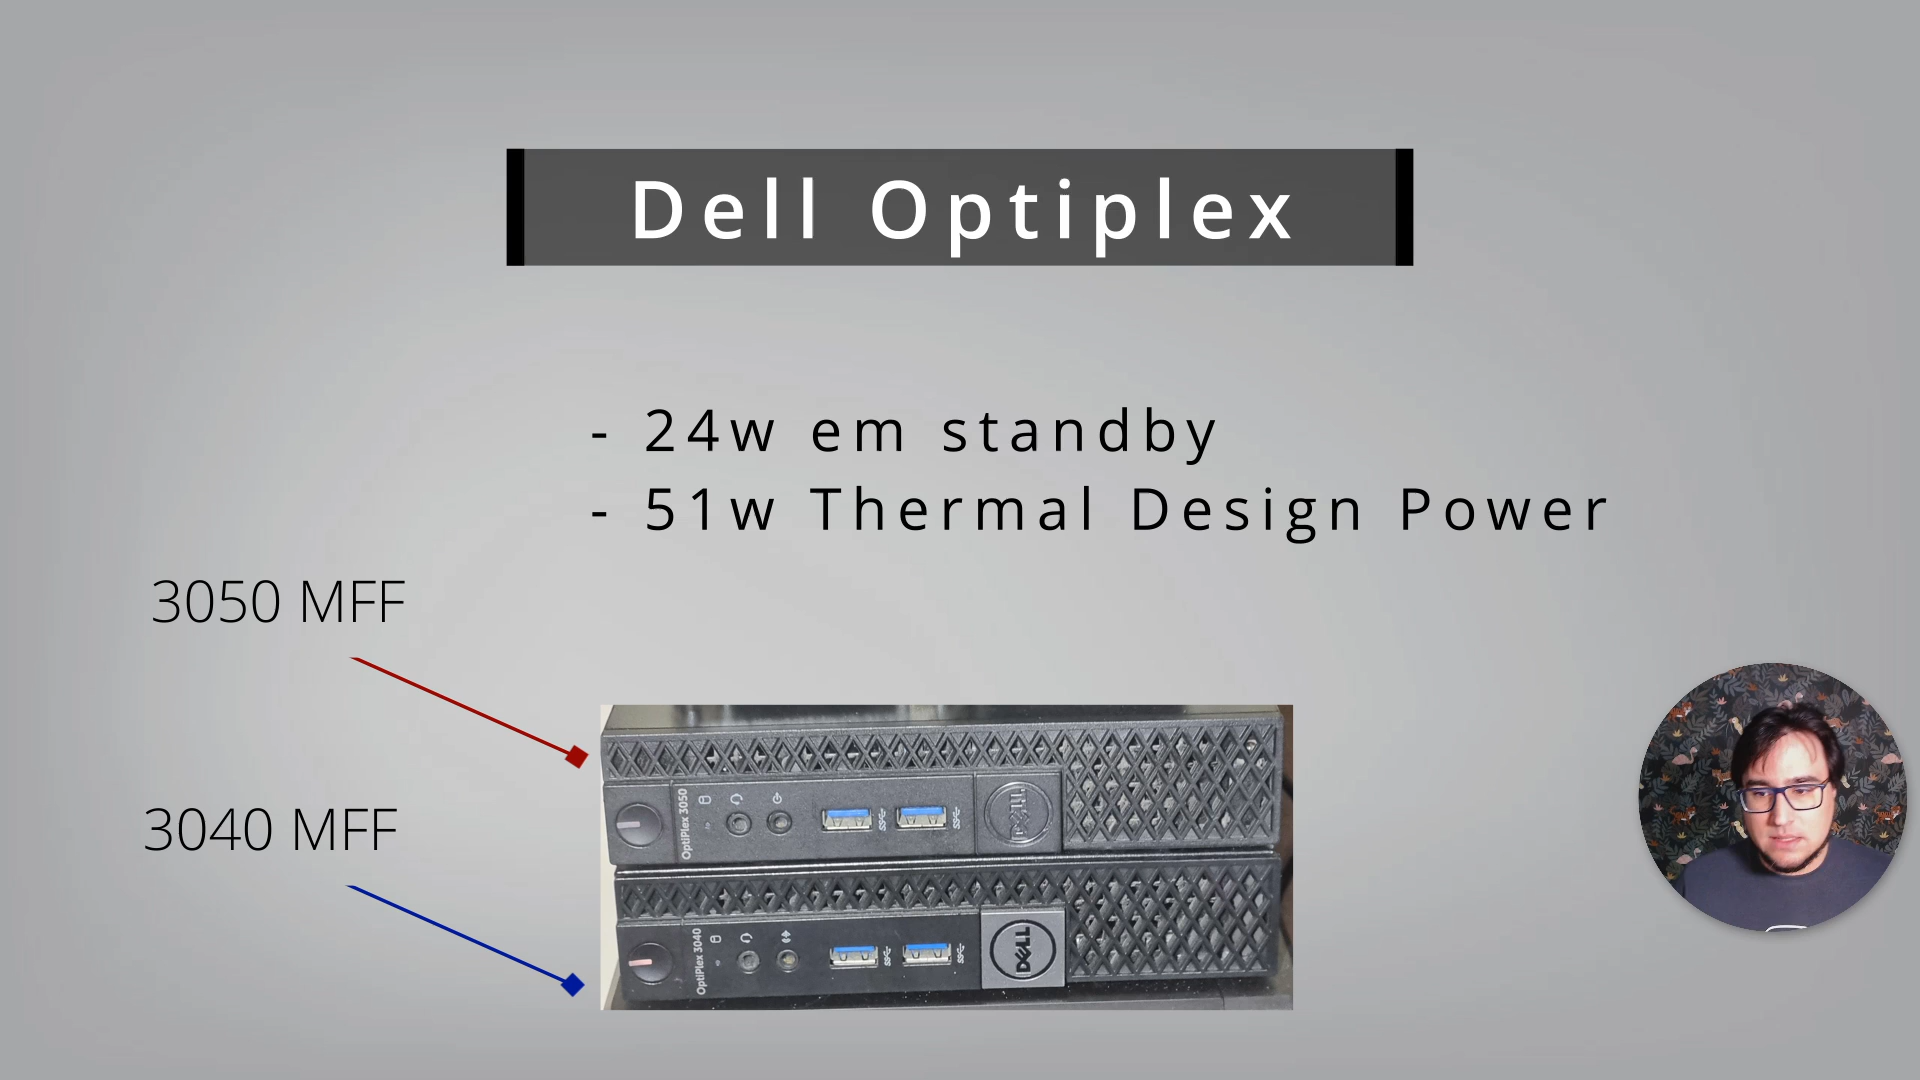 Dell Optiplex
- 24w em standby
- 51w Thermal Design Power
3050 MFF
3040 MFF
OptiPlex 3050
DELL
OptiPlex 3040
DELL